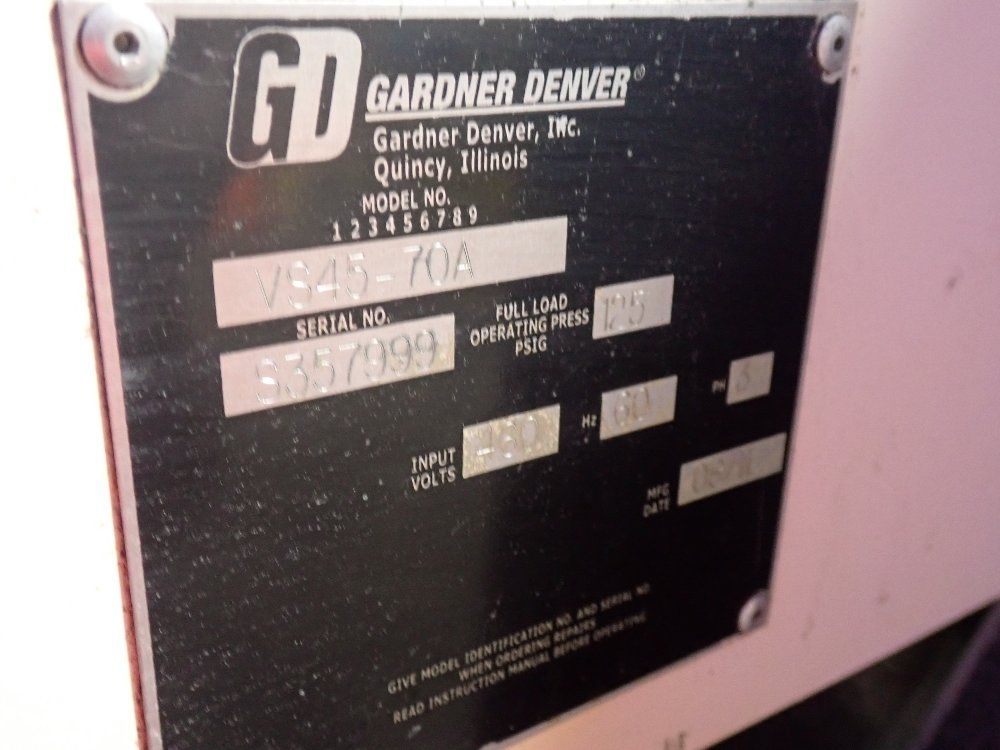 GD GARDNER DENVER®
Gardner Denver, Inc.
Quincy, Illinois
MODEL NO.
1 2 3 4 5 6 7 8 9
VS45-70A
SERIAL NO.
S357999
FULL LOAD
OPERATING PRESS
PSIG
125
INPUT
VOLTS
460
Hz
60
PH
3
MFG
DATE
GIVE MODEL IDENTIFICATION NO. AND SERIAL NO.
WHEN ORDERING REPAIRS
READ INSTRUCTION MANUAL BEFORE OPERATING